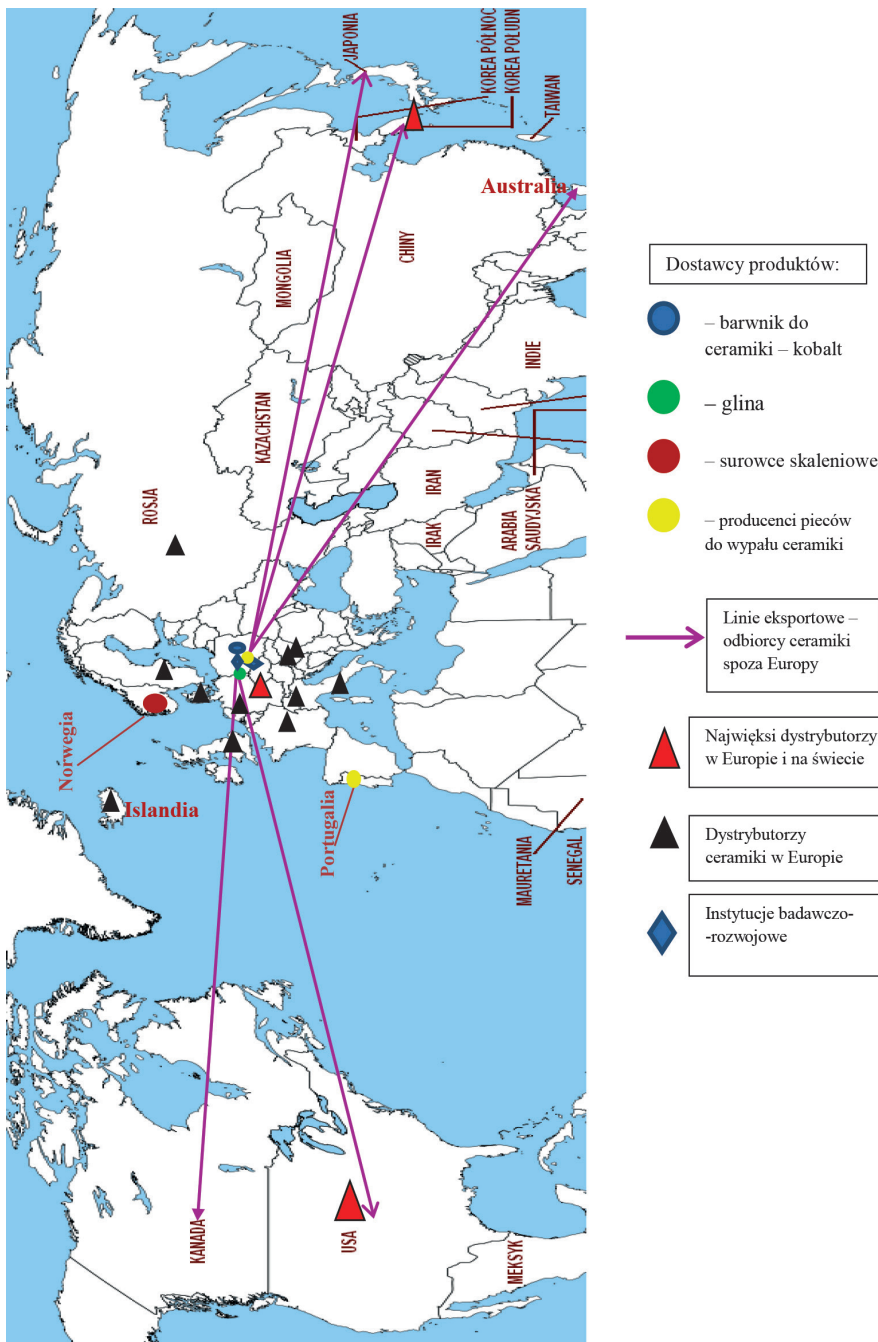 JAPONIA
KOREA PÓŁNOC
KOREA POŁUDN
TAIWAN
Australia
MONGOLIA
CHINY
KAZACHSTAN
INDIE
ROSJA
IRAN
IRAK
ARABIA
SAUDYJSKA
Norwegia
Islandia
Portugalia
MAURETANIA
SENEGAL
KANADA
USA
MEKSYK
Dostawcy produktów:
– barwnik do
ceramiki – kobalt
– glina
– surowce skaleniowe
– producenci pieców
do wypału ceramiki
Linie eksportowe –
odbiorcy ceramiki
spoza Europy
Najwięksi dystrybutorzy
w Europie i na świecie
Dystrybutorzy
ceramiki w Europie
Instytucje badawczo-
-rozwojowe